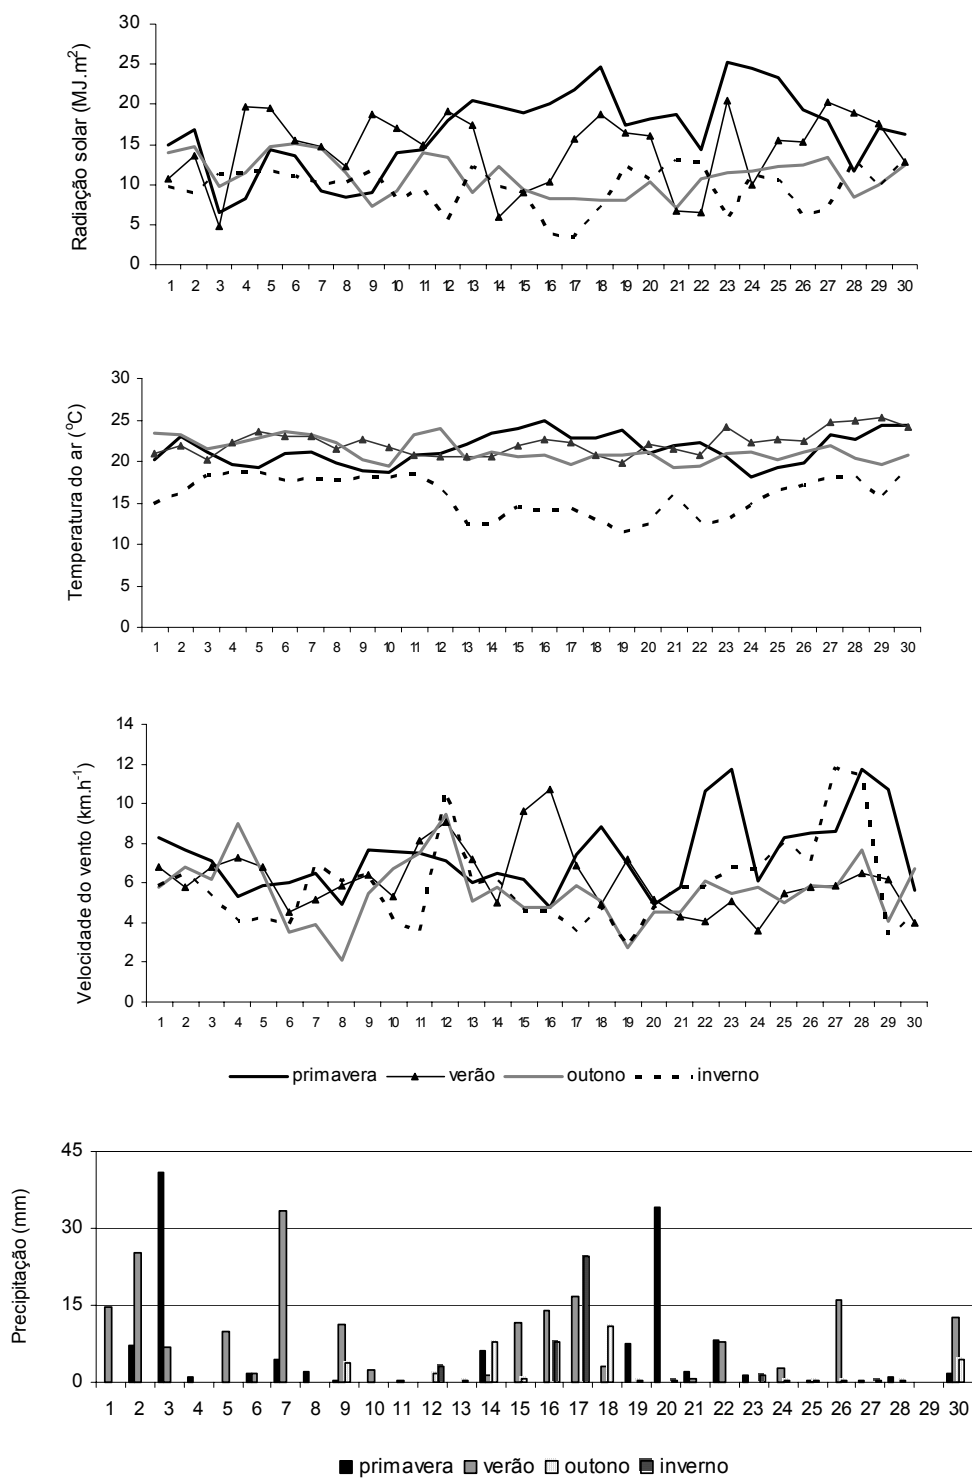 Radiação solar (MJ.m²)
30
25
20
15
10
5
0
1 2 3 4 5 6 7 8 9 10 11 12 13 14 15 16 17 18 19 20 21 22 23 24 25 26 27 28 29 30
Temperatura do ar (°C)
30
25
20
15
10
5
0
1 2 3 4 5 6 7 8 9 10 11 12 13 14 15 16 17 18 19 20 21 22 23 24 25 26 27 28 29 30
Velocidade do vento (km.h⁻¹)
14
12
10
8
6
4
2
0
1 2 3 4 5 6 7 8 9 10 11 12 13 14 15 16 17 18 19 20 21 22 23 24 25 26 27 28 29 30
primavera verão outono inverno
Precipitação (mm)
45
30
15
0
1 2 3 4 5 6 7 8 9 10 11 12 13 14 15 16 17 18 19 20 21 22 23 24 25 26 27 28 29 30
primavera verão outono inverno